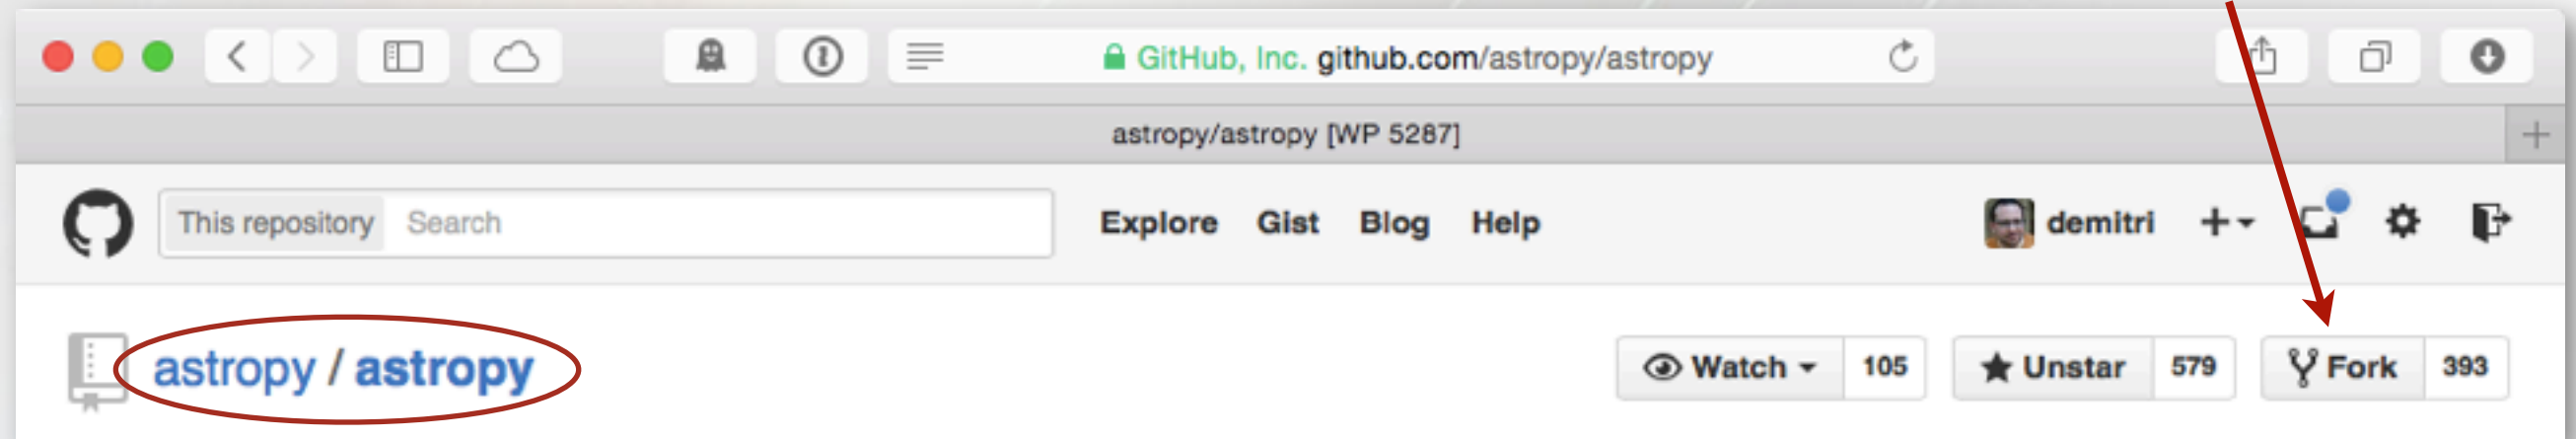 GitHub, Inc. github.com/astropy/astropy
astropy/astropy [WP 5287]
This repository Search Explore Gist Blog Help demitri
astropy / astropy Watch 105 Unstar 579 Fork 393